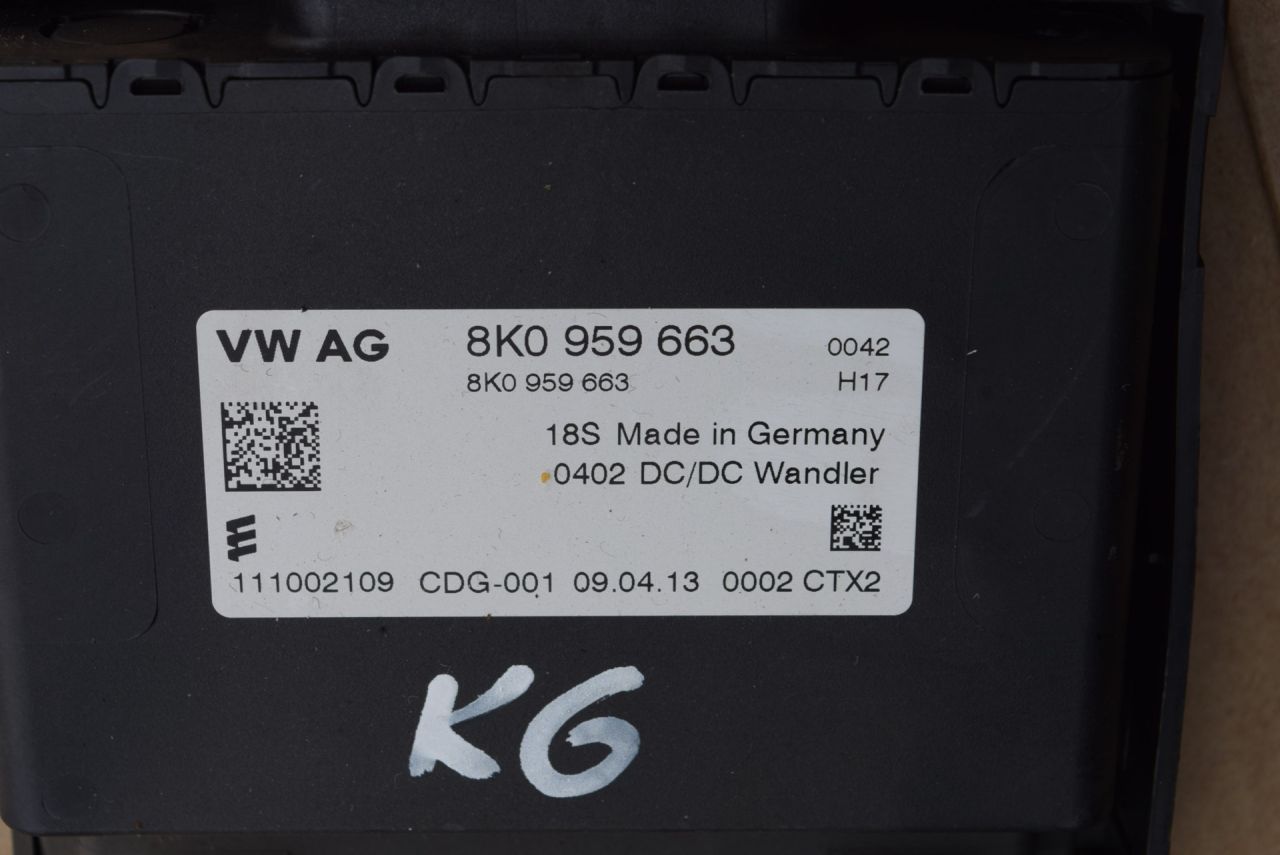 VW AG 8K0 959 663 0042
8K0 959 663 H17
18S Made in Germany
0402 DC/DC Wandler
111002109 CDG-001 09.04.13 0002 CTX2
KG